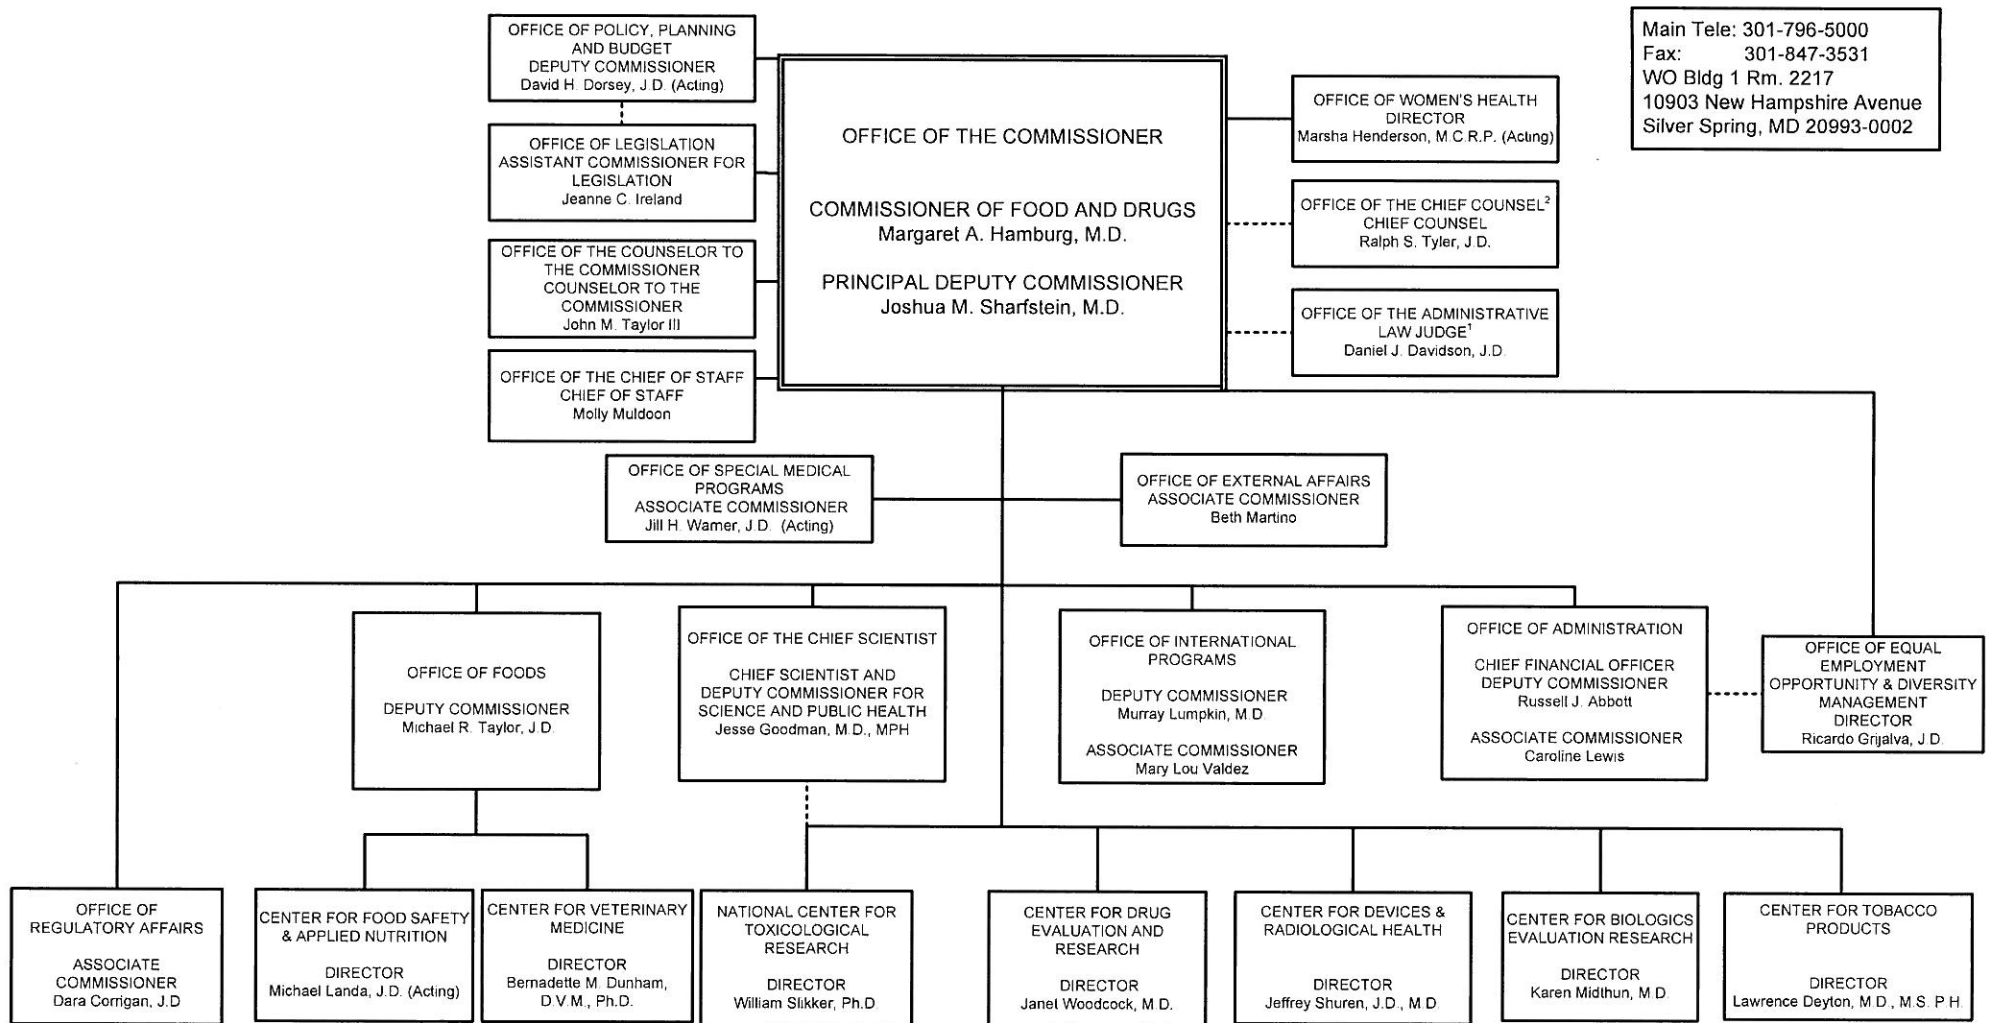 OFFICE OF POLICY, PLANNING
AND BUDGET
DEPUTY COMMISSIONER
David H. Dorsey, J.D. (Acting)
OFFICE OF LEGISLATION
ASSISTANT COMMISSIONER FOR
LEGISLATION
Jeanne C. Ireland
OFFICE OF THE COUNSELOR TO
THE COMMISSIONER
COUNSELOR TO THE
COMMISSIONER
John M. Taylor III
OFFICE OF THE CHIEF OF STAFF
CHIEF OF STAFF
Molly Muldoon
OFFICE OF THE COMMISSIONER
COMMISSIONER OF FOOD AND DRUGS
Margaret A. Hamburg, M.D.
PRINCIPAL DEPUTY COMMISSIONER
Joshua M. Sharfstein, M.D.
OFFICE OF WOMEN'S HEALTH
DIRECTOR
Marsha Henderson, M.C.R.P. (Acting)
OFFICE OF THE CHIEF COUNSEL²
CHIEF COUNSEL
Ralph S. Tyler, J.D.
OFFICE OF THE ADMINISTRATIVE
LAW JUDGE¹
Daniel J. Davidson, J.D.
Main Tele: 301-796-5000
Fax: 301-847-3531
WO Bldg 1 Rm. 2217
10903 New Hampshire Avenue
Silver Spring, MD 20993-0002
OFFICE OF SPECIAL MEDICAL
PROGRAMS
ASSOCIATE COMMISSIONER
Jill H. Warner, J.D. (Acting)
OFFICE OF EXTERNAL AFFAIRS
ASSOCIATE COMMISSIONER
Beth Martino
OFFICE OF FOODS
DEPUTY COMMISSIONER
Michael R. Taylor, J.D.
OFFICE OF THE CHIEF SCIENTIST
CHIEF SCIENTIST AND
DEPUTY COMMISSIONER FOR
SCIENCE AND PUBLIC HEALTH
Jesse Goodman, M.D., MPH
OFFICE OF INTERNATIONAL
PROGRAMS
DEPUTY COMMISSIONER
Murray Lumpkin, M.D.
ASSOCIATE COMMISSIONER
Mary Lou Valdez
OFFICE OF ADMINISTRATION
CHIEF FINANCIAL OFFICER
DEPUTY COMMISSIONER
Russell J. Abbott
ASSOCIATE COMMISSIONER
Caroline Lewis
OFFICE OF EQUAL
EMPLOYMENT
OPPORTUNITY & DIVERSITY
MANAGEMENT
DIRECTOR
Ricardo Grijalva, J.D.
OFFICE OF
REGULATORY AFFAIRS
ASSOCIATE
COMMISSIONER
Dara Corrigan, J.D
CENTER FOR FOOD SAFETY
& APPLIED NUTRITION
DIRECTOR
Michael Landa, J.D. (Acting)
CENTER FOR VETERINARY
MEDICINE
DIRECTOR
Bernadette M. Dunham,
D.V.M., Ph.D.
NATIONAL CENTER FOR
TOXICOLOGICAL
RESEARCH
DIRECTOR
William Slikker, Ph.D.
CENTER FOR DRUG
EVALUATION AND
RESEARCH
DIRECTOR
Janet Woodcock, M.D.
CENTER FOR DEVICES &
RADIOLOGICAL HEALTH
DIRECTOR
Jeffrey Shuren, J.D., M.D.
CENTER FOR BIOLOGICS
EVALUATION RESEARCH
DIRECTOR
Karen Midthun, M.D.
CENTER FOR TOBACCO
PRODUCTS
DIRECTOR
Lawrence Deyton, M.D., M.S. P.H.